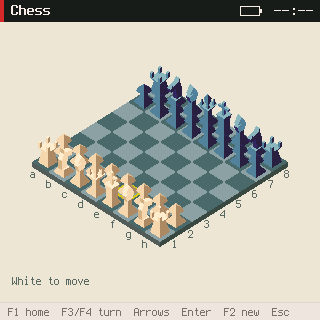 Chess --:--
a
b
c
d
e
f
g
h
1
2
3
4
5
6
7
8
White to move
F1 home F3/F4 turn Arrows Enter F2 new Esc